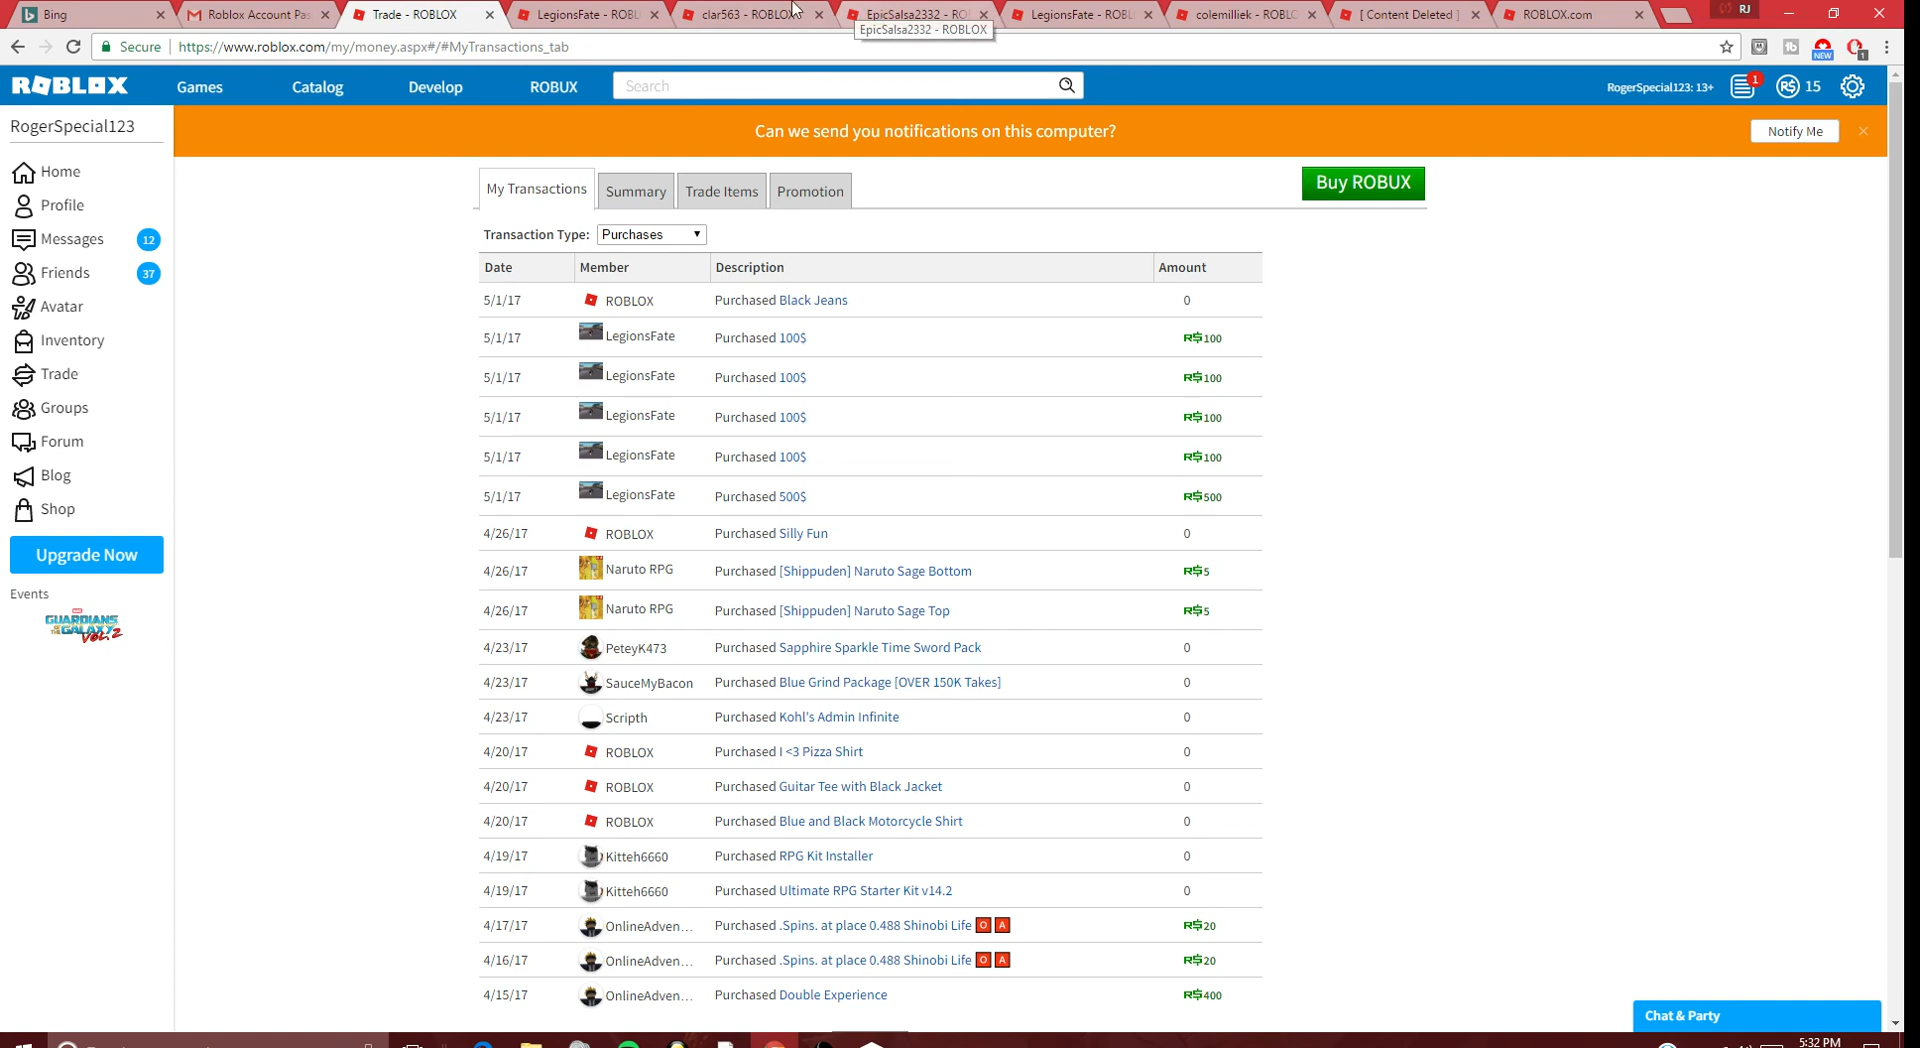 Bing
Roblox Account Pas
Trade - ROBLOX
LegionsFate - ROBL
clar563 - ROBLOX
EpicSalsa2332 - RO
LegionsFate - ROBL
colemilliek - ROBLO
[ Content Deleted ]
ROBLOX.com
RJ
EpicSalsa2332 - ROBLOX
Secure https://www.roblox.com/my/money.aspx#/#MyTransactions_tab
NEW
1
ROBLOX Games Catalog Develop ROBUX Search RogerSpecial123: 13+ 1 R$ 15
RogerSpecial123
Can we send you notifications on this computer?
Notify Me
Home
Profile
Messages 12
Friends 37
Avatar
Inventory
Trade
Groups
Forum
Blog
Shop
Upgrade Now
Events
MARVEL
GUARDIANS
OF THE GALAXY
VOL. 2
My Transactions Summary Trade Items Promotion
Buy ROBUX
Transaction Type: Purchases
Date Member Description Amount
5/1/17 ROBLOX Purchased Black Jeans 0
5/1/17 LegionsFate Purchased 100$ R$100
5/1/17 LegionsFate Purchased 100$ R$100
5/1/17 LegionsFate Purchased 100$ R$100
5/1/17 LegionsFate Purchased 100$ R$100
5/1/17 LegionsFate Purchased 500$ R$500
4/26/17 ROBLOX Purchased Silly Fun 0
4/26/17 Naruto RPG Purchased [Shippuden] Naruto Sage Bottom R$5
4/26/17 Naruto RPG Purchased [Shippuden] Naruto Sage Top R$5
4/23/17 PeteyK473 Purchased Sapphire Sparkle Time Sword Pack 0
4/23/17 SauceMyBacon Purchased Blue Grind Package [OVER 150K Takes] 0
4/23/17 Scripth Purchased Kohl's Admin Infinite 0
4/20/17 ROBLOX Purchased I <3 Pizza Shirt 0
4/20/17 ROBLOX Purchased Guitar Tee with Black Jacket 0
4/20/17 ROBLOX Purchased Blue and Black Motorcycle Shirt 0
4/19/17 Kitteh6660 Purchased RPG Kit Installer 0
4/19/17 Kitteh6660 Purchased Ultimate RPG Starter Kit v14.2 0
4/17/17 OnlineAdven... Purchased .Spins. at place 0.488 Shinobi Life O A R$20
4/16/17 OnlineAdven... Purchased .Spins. at place 0.488 Shinobi Life O A R$20
4/15/17 OnlineAdven... Purchased Double Experience R$400
Chat & Party
5:32 PM